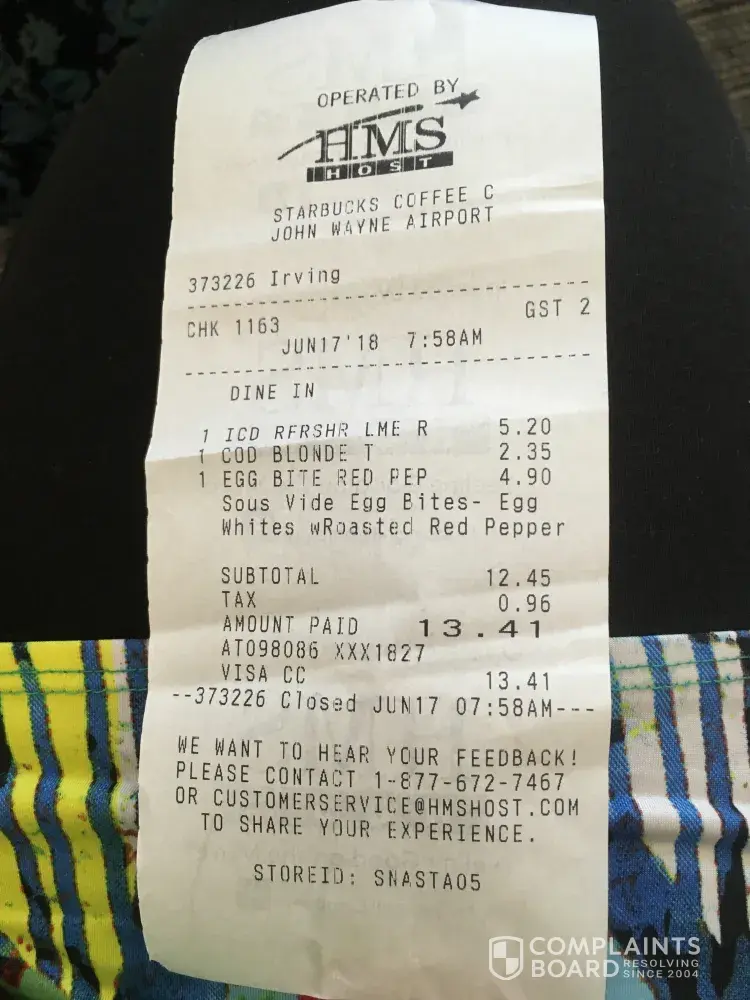 OPERATED BY
HMS
HOST
STARBUCKS COFFEE C
JOHN WAYNE AIRPORT
373226 Irving
CHK 1163 GST 2
JUN17'18 7:58AM
DINE IN
1 ICD RFRSHR LME R 5.20
1 COD BLONDE T 2.35
1 EGG BITE RED PEP 4.90
Sous Vide Egg Bites- Egg
Whites wRoasted Red Pepper
SUBTOTAL 12.45
TAX 0.96
AMOUNT PAID 13.41
AT098086 XXX1827
VISA CC 13.41
--373226 Closed JUN17 07:58AM---
WE WANT TO HEAR YOUR FEEDBACK!
PLEASE CONTACT 1-877-672-7467
OR CUSTOMERSERVICE@HMSHOST.COM
TO SHARE YOUR EXPERIENCE.
STOREID: SNASTA05
COMPLAINTS
BOARD RESOLVING
SINCE 2004